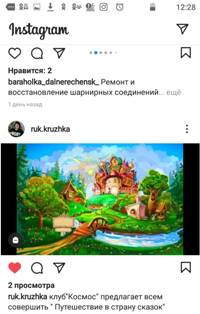 12:28
Instagram
Нравится: 2
baraholka_dalnerechensk_ Ремонт и
восстановление шарнирных соединений... ещё
1 день назад
ruk.kruzhka
2 просмотра
ruk.kruzhka клуб"Космос" предлагает всем
совершить " Путешествие в страну сказок"